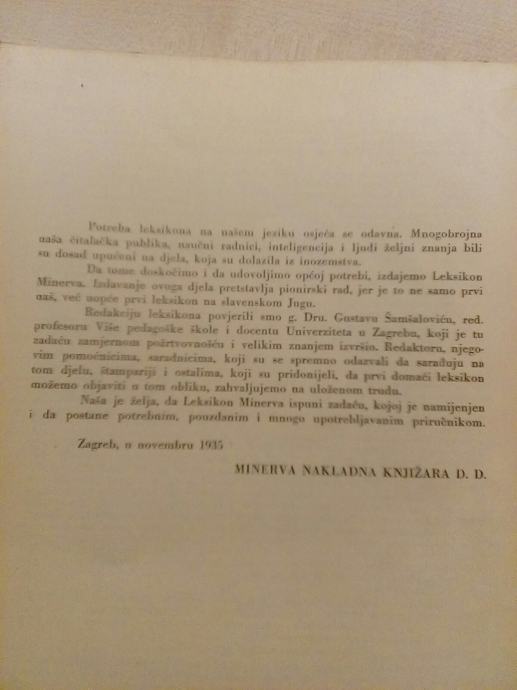 Potreba leksikona na našem jeziku osjeća se odavna. Mnogobrojna
naša čitalačka publika, naučni radnici, inteligencija i ljudi željni znanja bili
su dosad upućeni na djela, koja su dolazila iz inozemstva.
Da tome doskočimo i da udovoljimo općoj potrebi, izdajemo Leksikon
Minerva. Izdavanje ovoga djela pretstavlja pionirski rad, jer je to ne samo prvi
naš, već uopće prvi leksikon na slavenskom Jugu.
Redakciju leksikona povjerili smo g. Dru. Gustavu Šamšaloviću, red.
profesoru Više pedagoške škole i docentu Univerziteta u Zagrebu, koji je tu
zadaću zamjernom požrtvovnošću i velikim znanjem izvršio. Redaktoru, njego-
vim pomoćnicima, saradnicima, koji su se spremno odazvali da sarađuju na
tom djelu, štampariji i ostalima, koji su pridonijeli, da prvi domaći leksikon
možemo objaviti u tom obliku, zahvaljujemo na uloženom trudu.
Naša je želja, da Leksikon Minerva ispuni zadaću, kojoj je namijenjen
i da postane potrebnim, pouzdanim i mnogo upotrebljavanim priručnikom.
Zagreb, u novembru 1935
MINERVA NAKLADNA KNJIŽARA D. D.